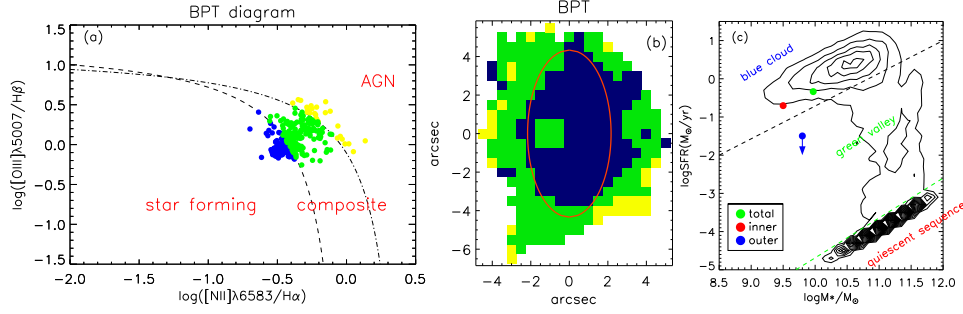 BPT diagram
(a)
AGN
star forming
composite
1.5
1.0
0.5
0.0
−0.5
−1.0
−1.5
−2.0
−1.5
−1.0
−0.5
0.0
0.5
log([OIII]λ5007/Hβ)
log([NII]λ6583/Hα)
BPT
(b)
6
4
2
0
−2
−4
−6
−4
−2
0
2
4
arcsec
arcsec
(c)
blue cloud
green valley
quiescent sequence
total
inner
outer
1
0
−1
−2
−3
−4
−5
9.0
9.5
10.0
10.5
11.0
11.5
12.0
logSFR(M⊙/yr)
logM*/M⊙